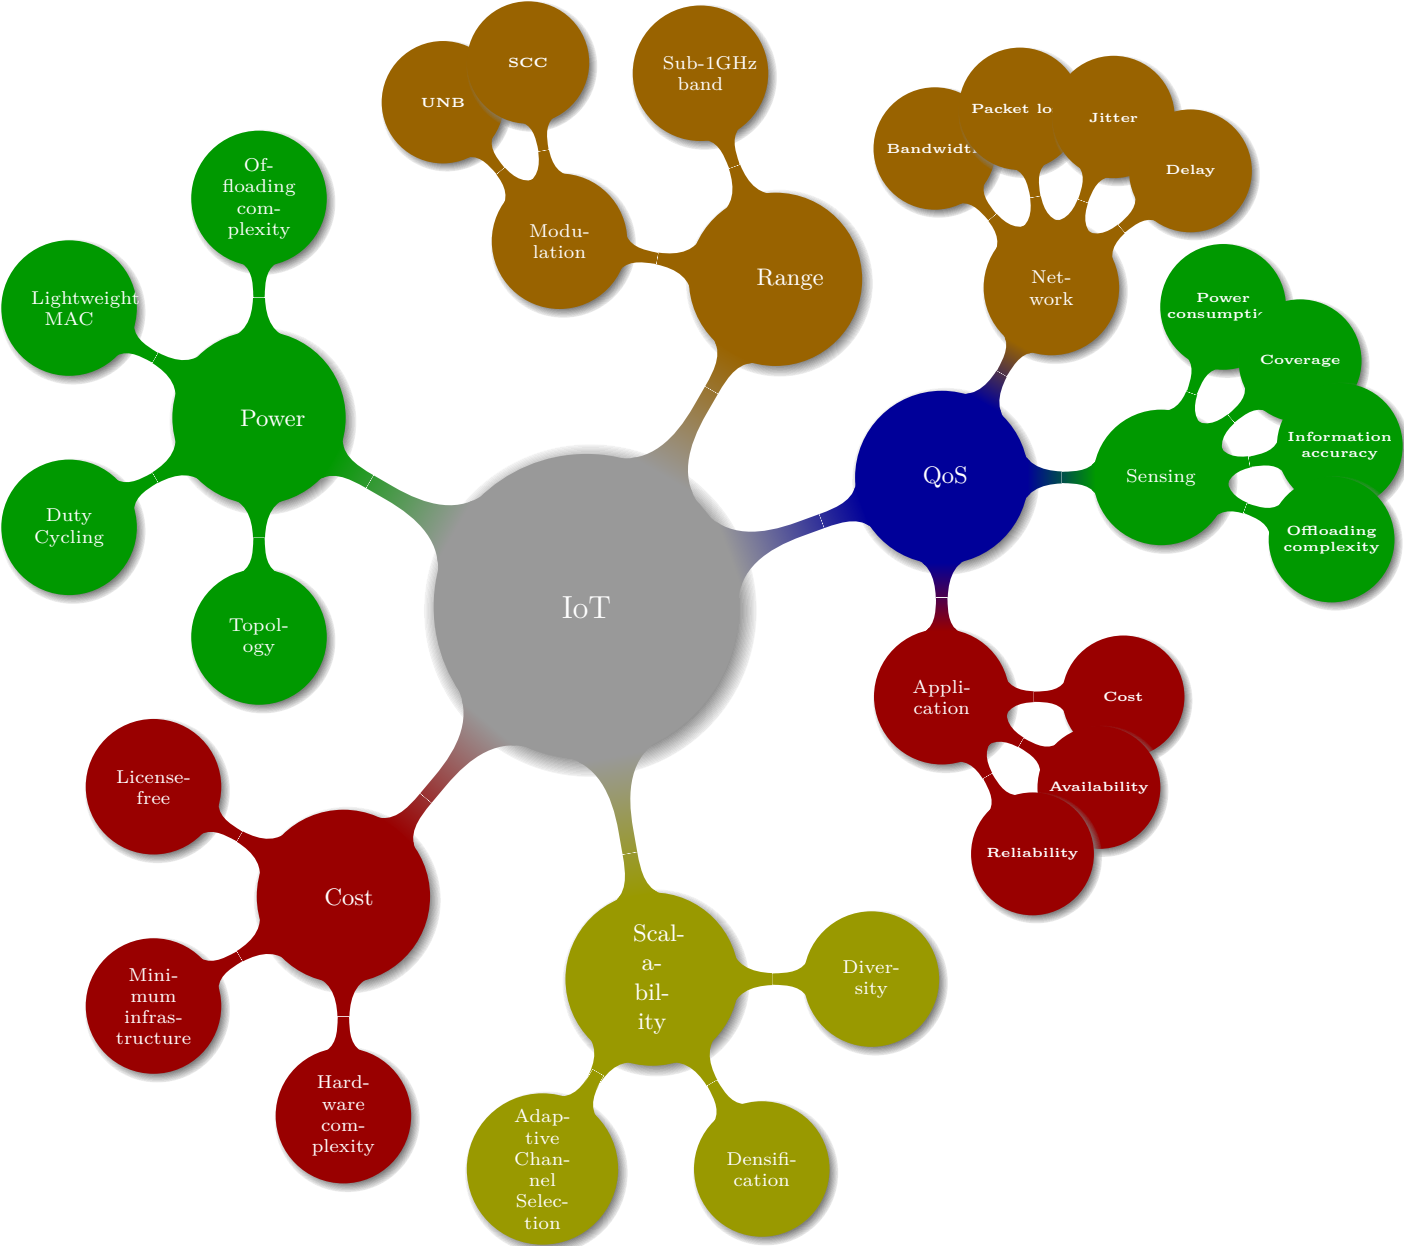 SCC
UNB
Sub-1GHz
band
Modu-
lation
Range
Bandwidth
Packet lo
Jitter
Delay
Net-
work
Power
consumptio
Coverage
Information
accuracy
Offloading
complexity
Sensing
QoS
Of-
floading
com-
plexity
Lightweight
MAC
Power
Duty
Cycling
Topol-
ogy
IoT
Appli-
cation
Cost
Availability
Reliability
License-
free
Cost
Mini-
mum
infras-
tructure
Hard-
ware
com-
plexity
Scal-
a-
bil-
ity
Diver-
sity
Adap-
tive
Chan-
nel
Selec-
tion
Densifi-
cation